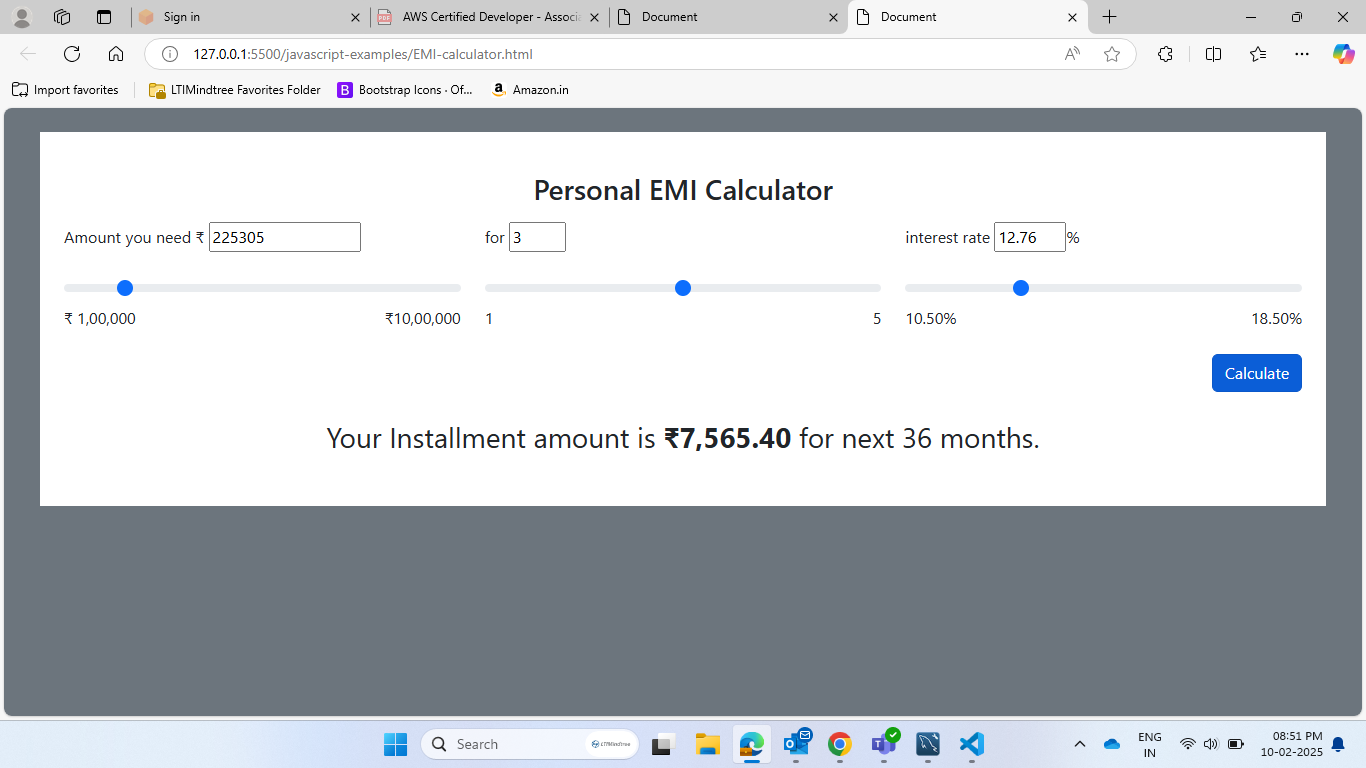 Sign in
AWS Certified Developer - Associa
Document
Document
127.0.0.1:5500/javascript-examples/EMI-calculator.html
Import favorites
LTIMindtree Favorites Folder
B Bootstrap Icons · Of...
a Amazon.in
Personal EMI Calculator
Amount you need ₹ 225305 for 3 interest rate 12.76 %
₹ 1,00,000 ₹10,00,000 1 5 10.50% 18.50%
Calculate
Your Installment amount is ₹7,565.40 for next 36 months.
Search LTIMindtree
ENG
IN
08:51 PM
10-02-2025